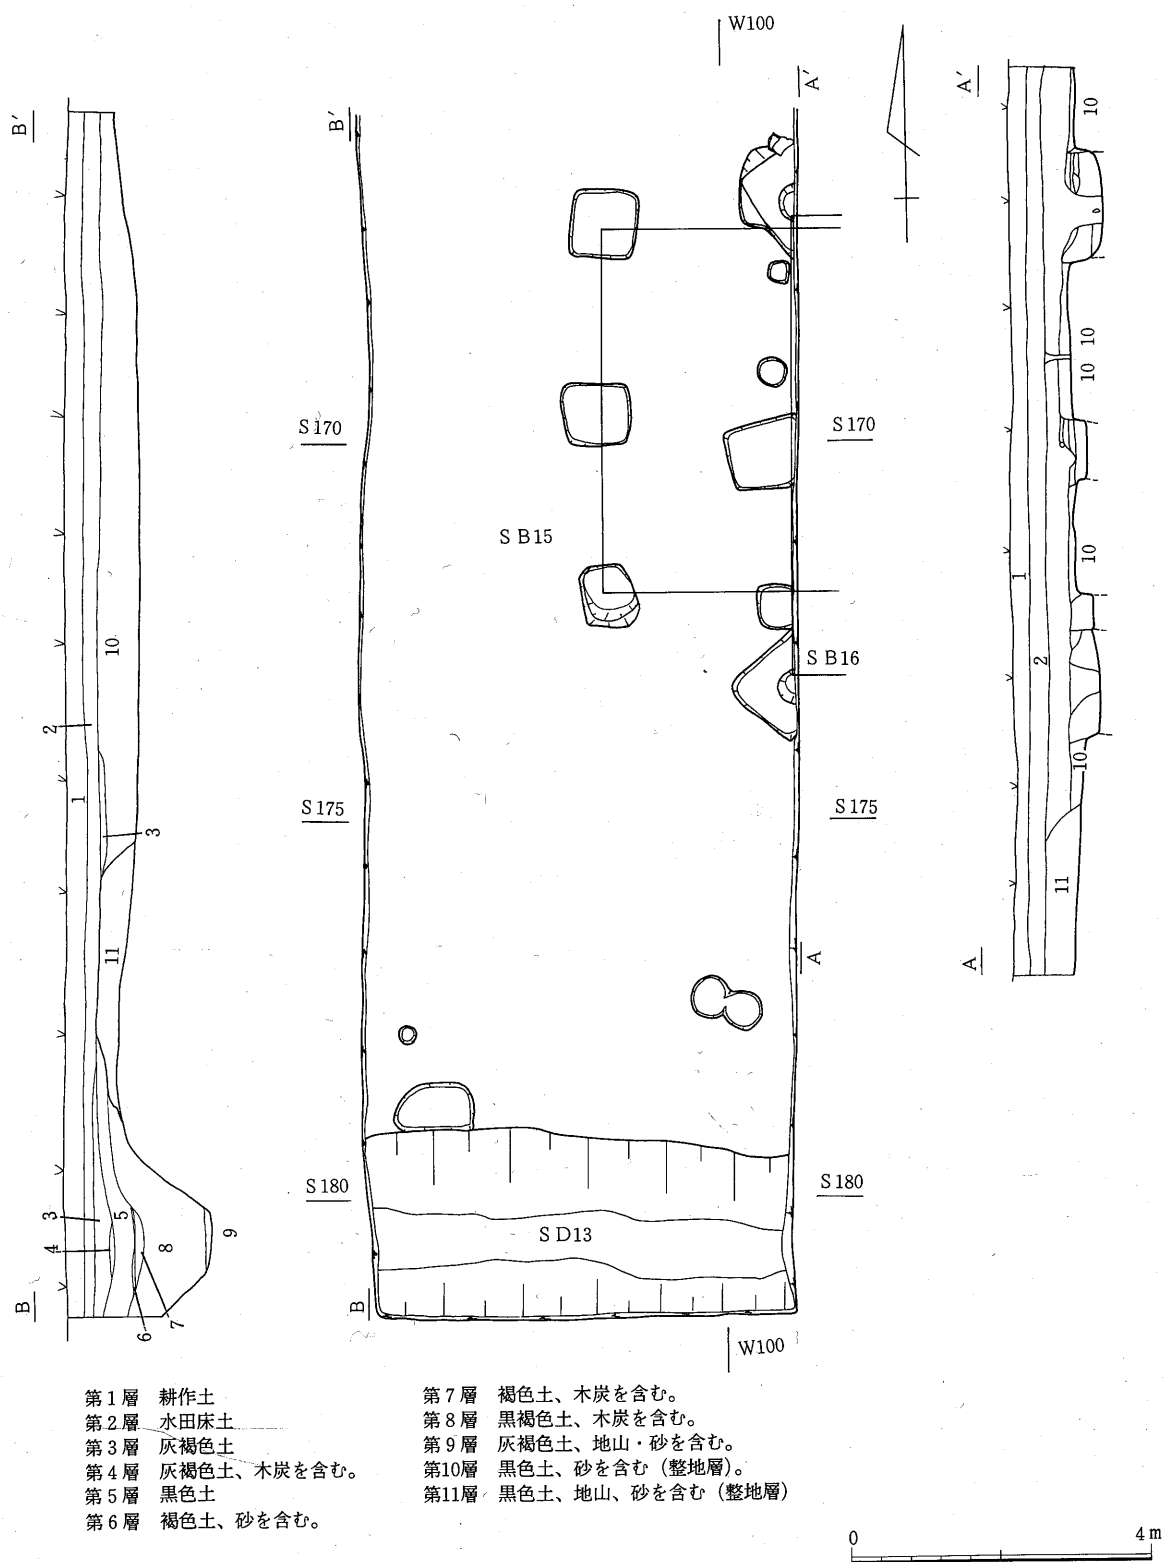 W100
B′
B′
A′
A′
10
10
10
S170
S170
S B15
1
10
10
S B16
2
2
10
1
3
S175
S175
11
11
A
A
S180
S180
3
5
4
8
9
S D13
B
B
6
7
W100
第1層 耕作土
第2層 水田床土
第3層 灰褐色土
第4層 灰褐色土、木炭を含む。
第5層 黒色土
第6層 褐色土、砂を含む。
第7層 褐色土、木炭を含む。
第8層 黒褐色土、木炭を含む。
第9層 灰褐色土、地山・砂を含む。
第10層 黒色土、砂を含む（整地層）。
第11層 黒色土、地山、砂を含む（整地層）
0 4m